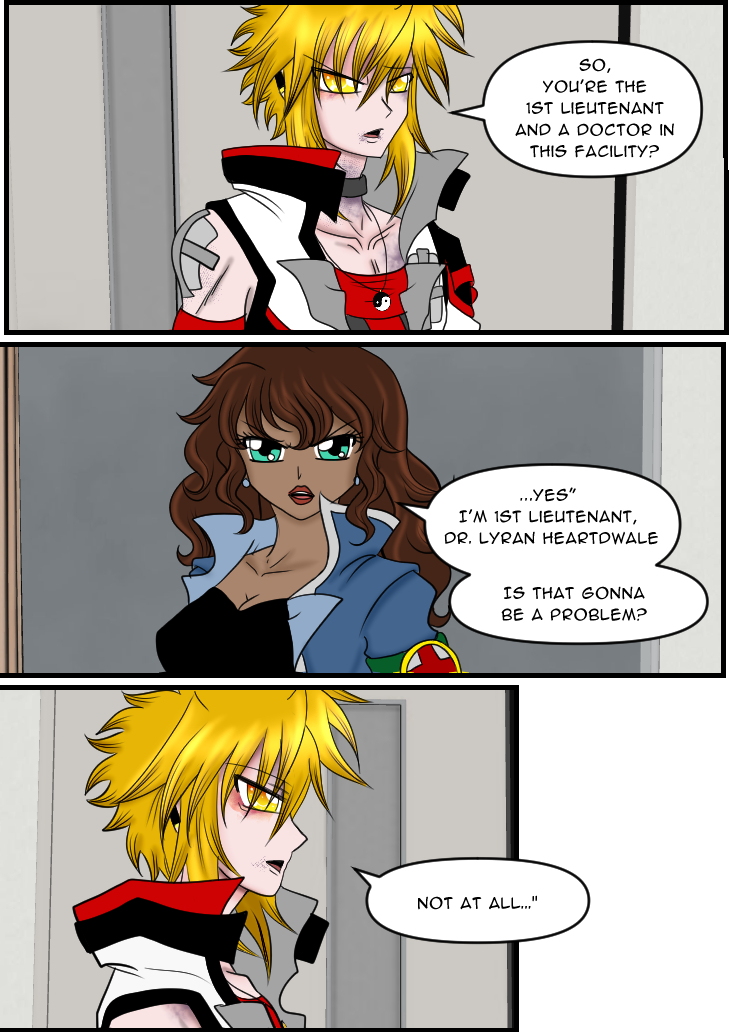 SO,
YOU'RE THE
1ST LIEUTENANT
AND A DOCTOR IN
THIS FACILITY?
...YES"
I'M 1ST LIEUTENANT,
DR. LYRAN HEARTDWALE
IS THAT GONNA
BE A PROBLEM?
NOT AT ALL..."